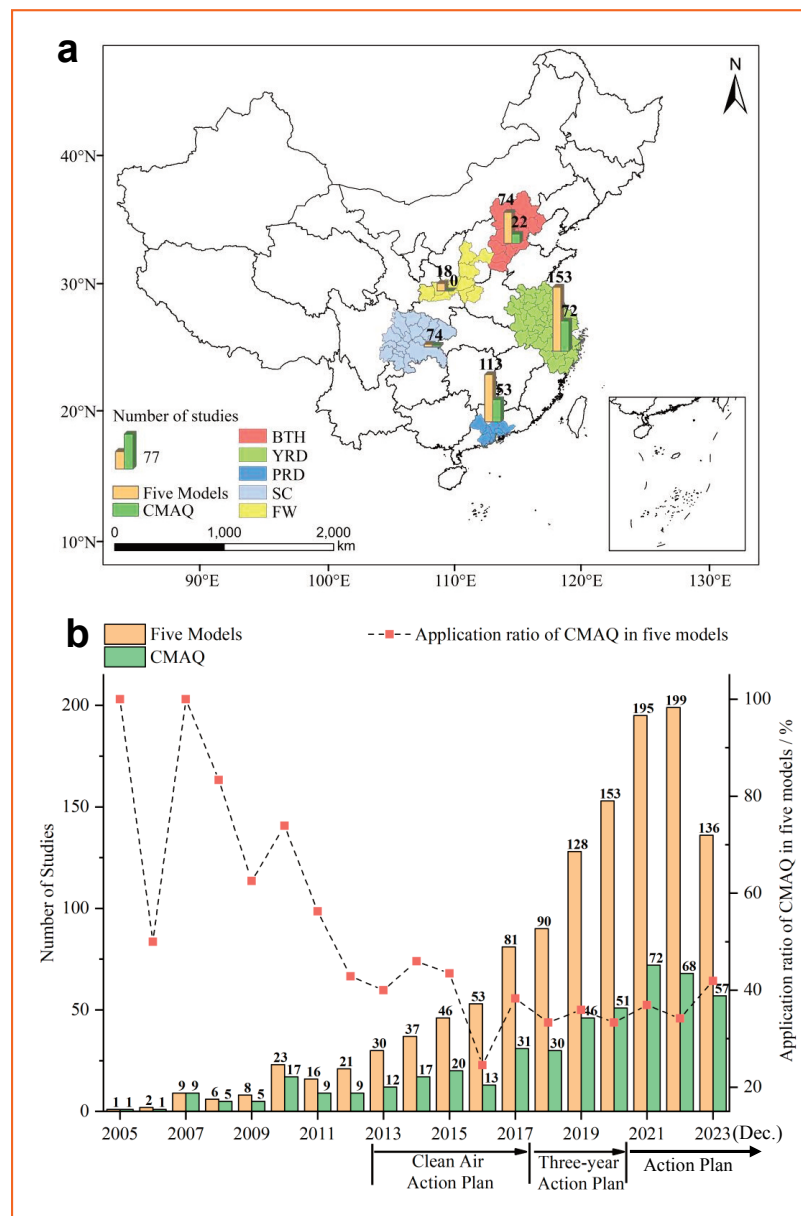 a
N
40°N
30°N
20°N
10°N
74
22
18
0
153
72
74
113
53
Number of studies
77
Five Models
CMAQ
BTH
YRD
PRD
SC
FW
0 1,000 2,000
km
90°E 100°E 110°E 120°E 130°E
b
Five Models
CMAQ
Application ratio of CMAQ in five models
Number of Studies
200
150
100
50
0
1 1 2 1 9 9 6 5 8 5 23 17 16 9 21 9 30 12 37 17 46 20 53 13 81 31 90 30 128 46 153 51 195 72 199 68 136 57
100
80
60
40
20
Application ratio of CMAQ in five models / %
2005 2007 2009 2011 2013 2015 2017 2019 2021 2023 (Dec.)
Clean Air
Action Plan
Three-year
Action Plan
Action Plan